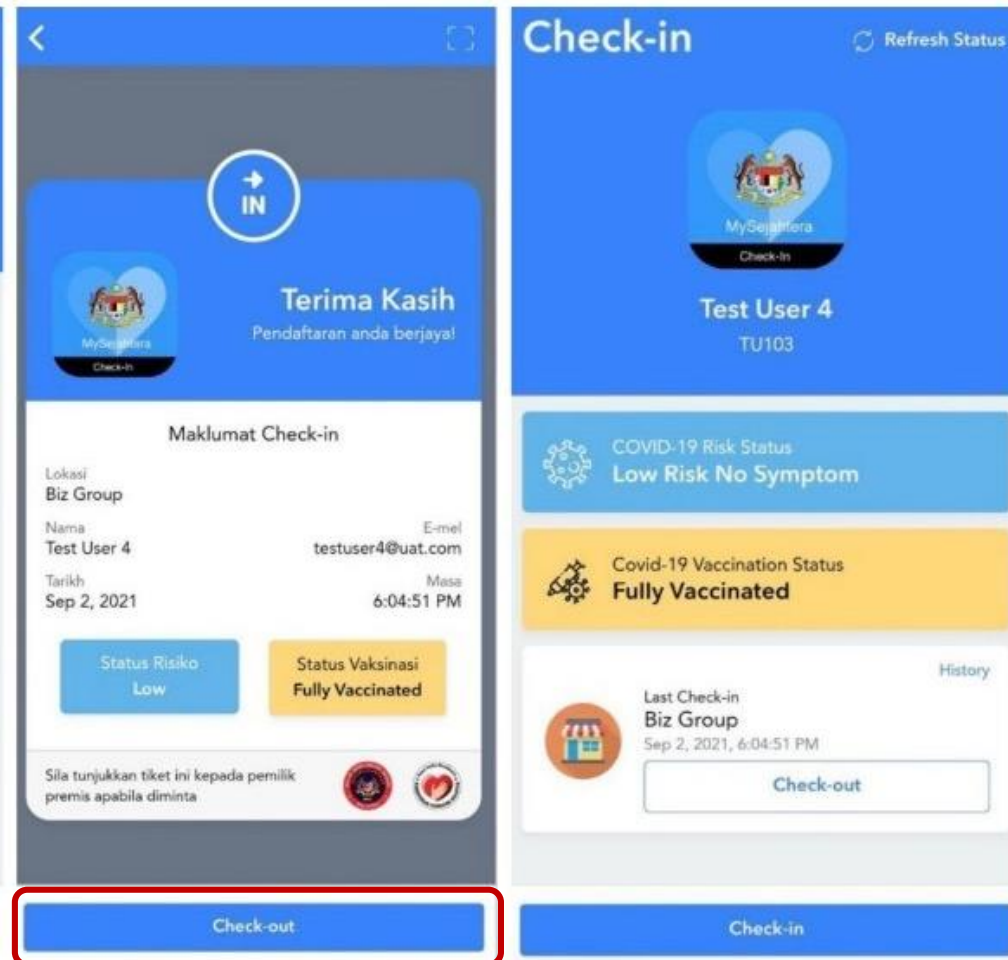 IN
MySejahtera
Check-In
Terima Kasih
Pendaftaran anda berjaya!
Maklumat Check-in
Lokasi
Biz Group
Nama
E-mel
Test User 4
testuser4@uat.com
Tarikh
Masa
Sep 2, 2021
6:04:51 PM
Status Risiko
Low
Status Vaksinasi
Fully Vaccinated
Sila tunjukkan tiket ini kepada pemilik
premis apabila diminta
Check-out
Check-in
Refresh Status
MySejahtera
Check-In
Test User 4
TU103
COVID-19 Risk Status
Low Risk No Symptom
Covid-19 Vaccination Status
Fully Vaccinated
History
Last Check-in
Biz Group
Sep 2, 2021, 6:04:51 PM
Check-out
Check-in